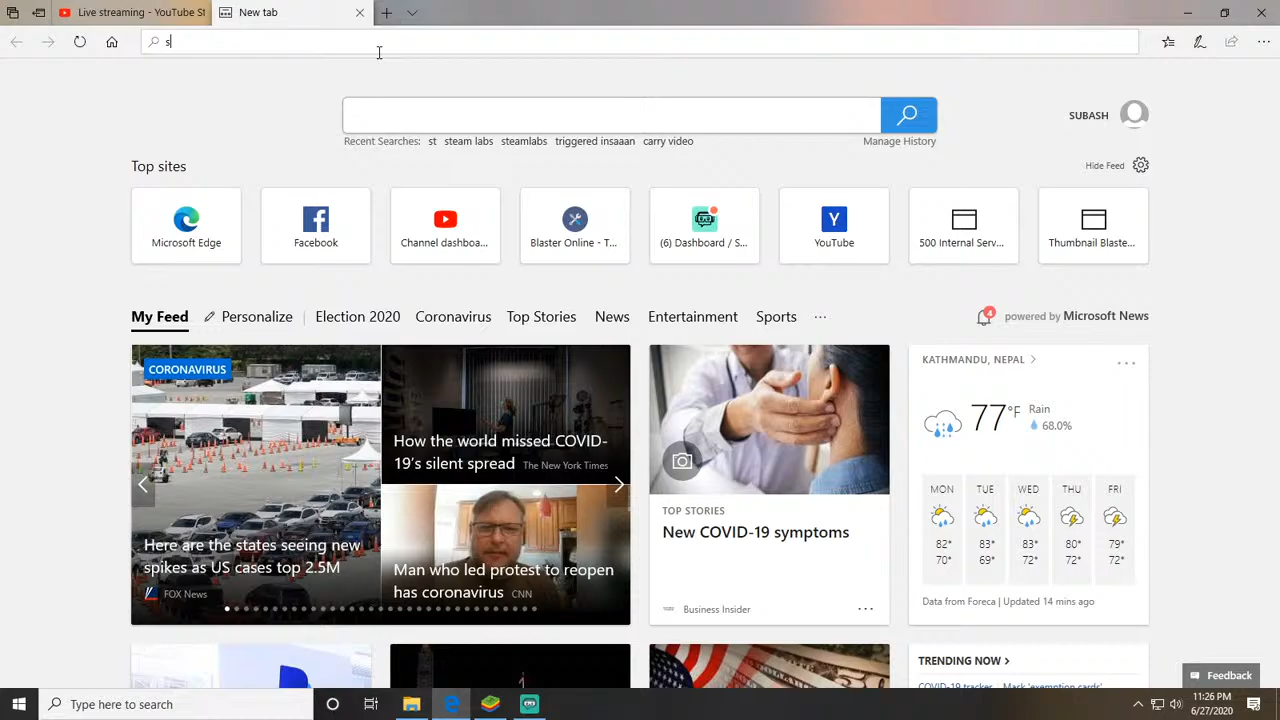 Live streaming - YouTube St
New tab
s
SUBASH
Recent Searches: st steam labs steamlabs triggered insaaan carry video
Manage History
Top sites
Hide Feed
Microsoft Edge
Facebook
Channel dashboa...
Blaster Online - T...
(6) Dashboard / S...
Y
YouTube
500 Internal Serv...
Thumbnail Blaste...
My Feed
Personalize
Election 2020
Coronavirus
Top Stories
News
Entertainment
Sports
...
4
powered by Microsoft News
CORONAVIRUS
Here are the states seeing new
spikes as US cases top 2.5M
FOX News
How the world missed COVID-
19's silent spread The New York Times
Man who led protest to reopen
has coronavirus CNN
TOP STORIES
New COVID-19 symptoms
Business Insider
KATHMANDU, NEPAL
77°F
Rain
68.0%
MON TUE WED THU FRI
82° 83° 83° 80° 79°
70° 69° 72° 72° 72°
Data from Foreca | Updated 14 mins ago
TRENDING NOW
COVID-19 tracker Mark 'exemption cards'
Feedback
Type here to search
11:26 PM
6/27/2020